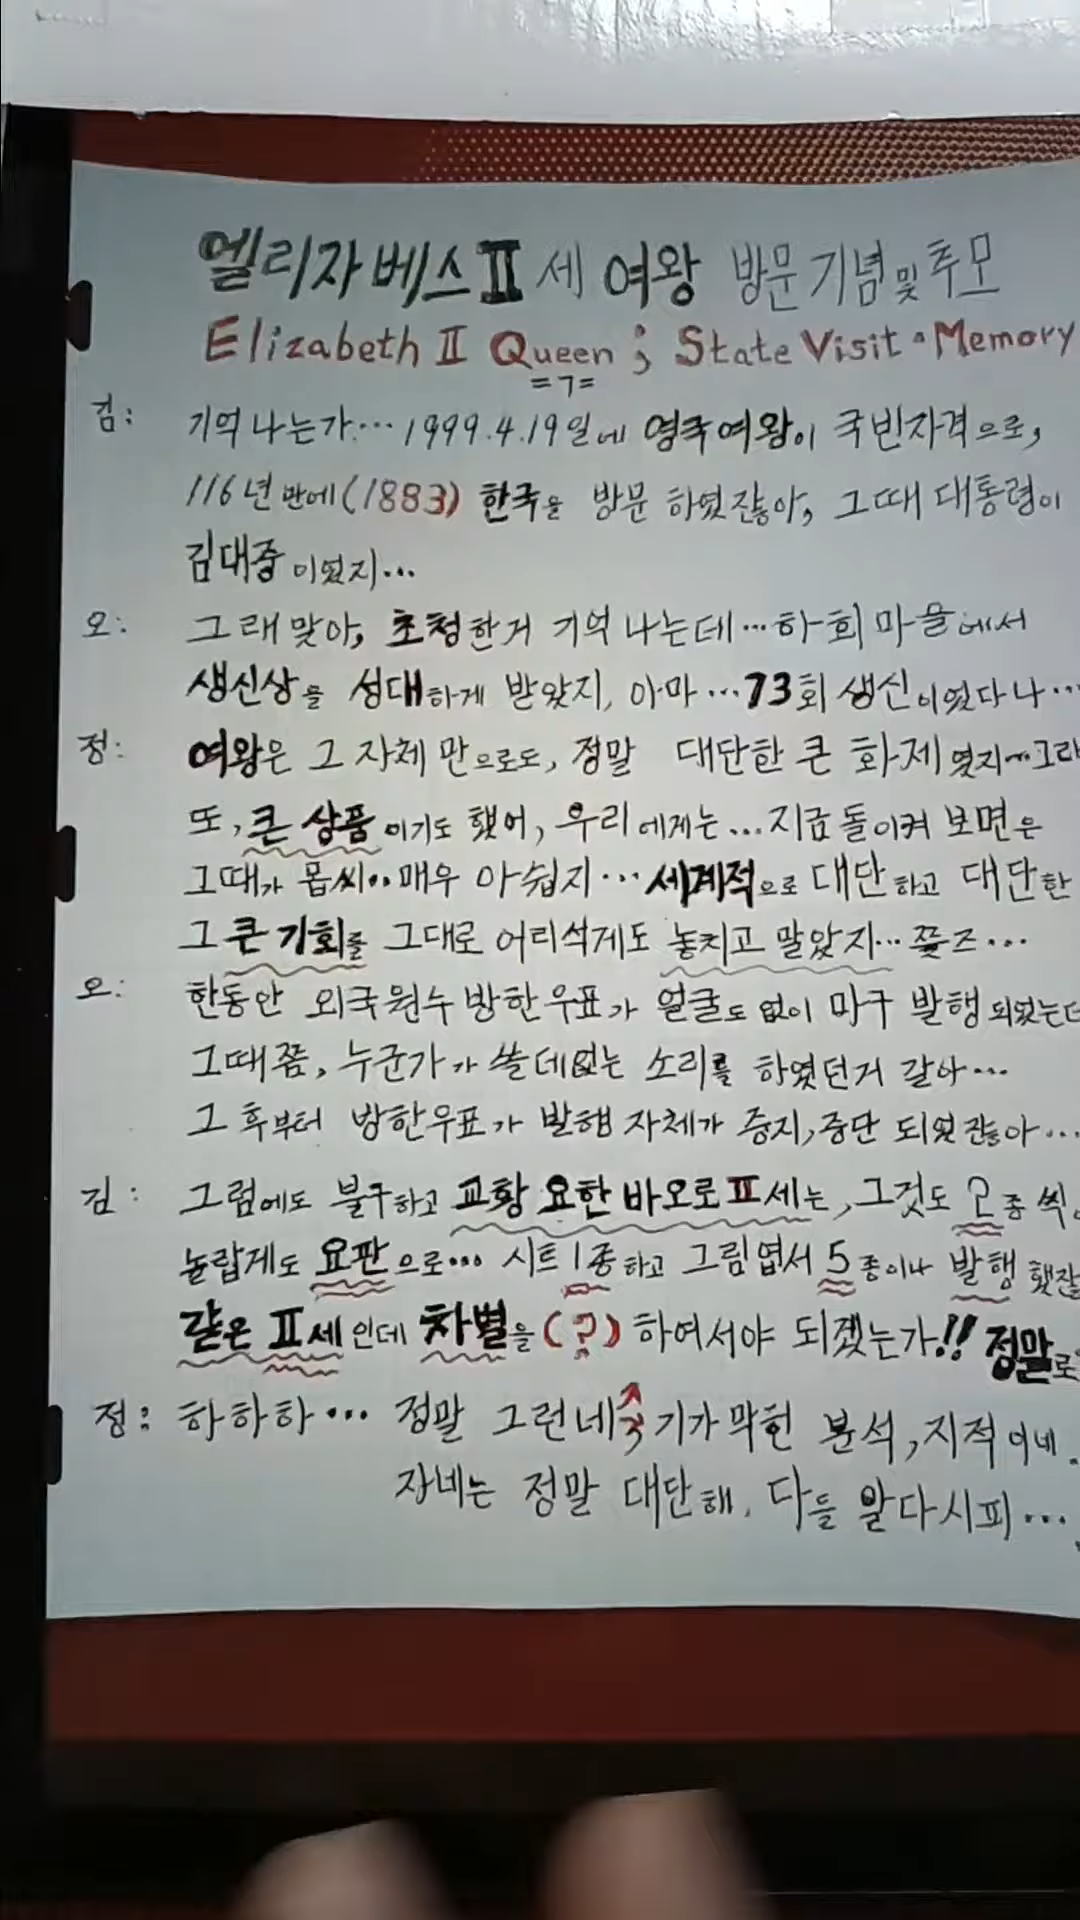 엘리자베스 Ⅱ세 여왕 방문기념 및 추모
Elizabeth Ⅱ Queen ; State Visit · Memory
=7=
김: 기억 나는가… 1999.4.19일에 영국여왕이 국빈자격으로,
116년 만에(1883) 한국을 방문 하였잖아, 그때 대통령이
김대중이었지…
오: 그래 맞아, 초청한거 기억 나는데…하회 마을에서
생신상을 성대하게 받았지, 아마…73회 생신이었다나…
정: 여왕은 그 자체 만으로도, 정말 대단한 큰 화제였지…그라
또, 큰 상품이기도 했어, 우리에게는…지금 돌이켜 보면은
그때가 몹씨..매우 아쉽지…세계적으로 대단하고 대단한
그 큰 기회를 그대로 어리석게도 놓치고 말았지…쯪즈…
오: 한동안 외국원수 방한우표가 얼굴도 없이 마구 발행되었는데
그때쯤, 누군가가 쓸데없는 소리를 하였던거 같아…
그 후부터 방한우표가 발행 자체가 중지, 중단 되었잖아…
김: 그럼에도 불구하고 교황 요한 바오로 Ⅱ세는, 그것도 2종 씩,
놀랍게도 요판으로… 시트 1종하고 그림엽서 5종이나 발행했잖
같은 Ⅱ세인데 차별을(?) 하여서야 되겠는가!! 정말로
정: 하하하… 정말 그런네 기가 막힌 분석, 지적이네.
자네는 정말 대단해, 다들 알다시피…